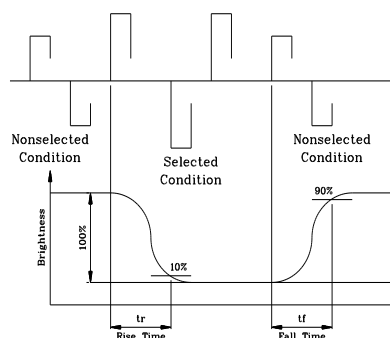 Nonselected
Condition
Selected
Condition
Nonselected
Condition
Brightness
100%
10%
90%
tr
Rise Time
tf
Fall Time